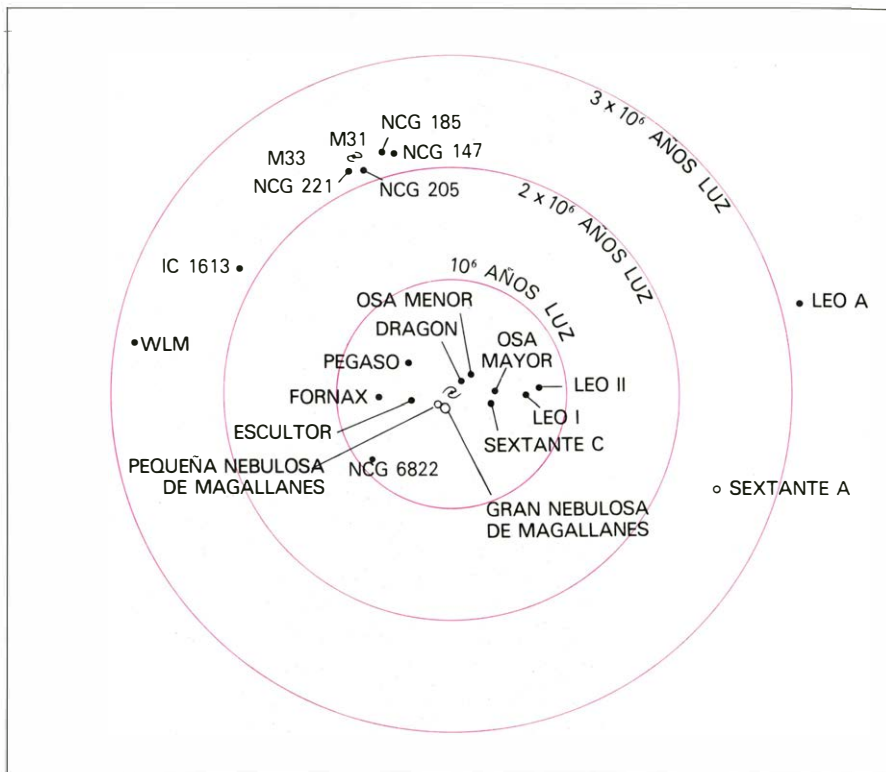 3 x 10⁶ AÑOS LUZ
NCG 185
M31
NCG 147
M33
NCG 221
NCG 205
2 x 10⁶ AÑOS LUZ
IC 1613
10⁶ AÑOS LUZ
OSA MENOR
LEO A
DRAGON
OSA
MAYOR
WLM
PEGASO
LEO II
FORNAX
LEO I
ESCULTOR
SEXTANTE C
PEQUEÑA NEBULOSA
DE MAGALLANES
NCG 6822
SEXTANTE A
GRAN NEBULOSA
DE MAGALLANES